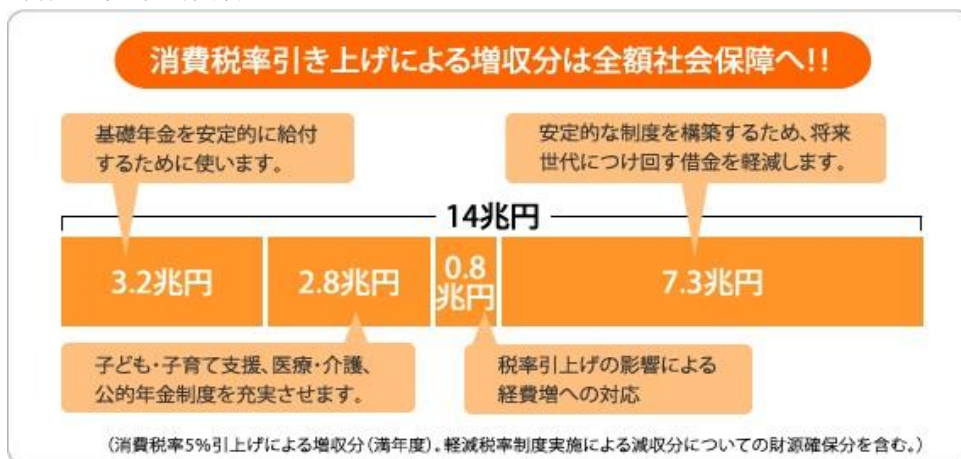 消費税率引き上げによる増収分は全額社会保障へ!!
基礎年金を安定的に給付
するために使います。
安定的な制度を構築するため、将来
世代につけ回す借金を軽減します。
14兆円
3.2兆円
2.8兆円
0.8
兆円
7.3兆円
子ども・子育て支援、医療・介護、
公的年金制度を充実させます。
税率引上げの影響による
経費増への対応
(消費税率5%引上げによる増収分(満年度)。軽減税率制度実施による減収分についての財源確保分を含む。)